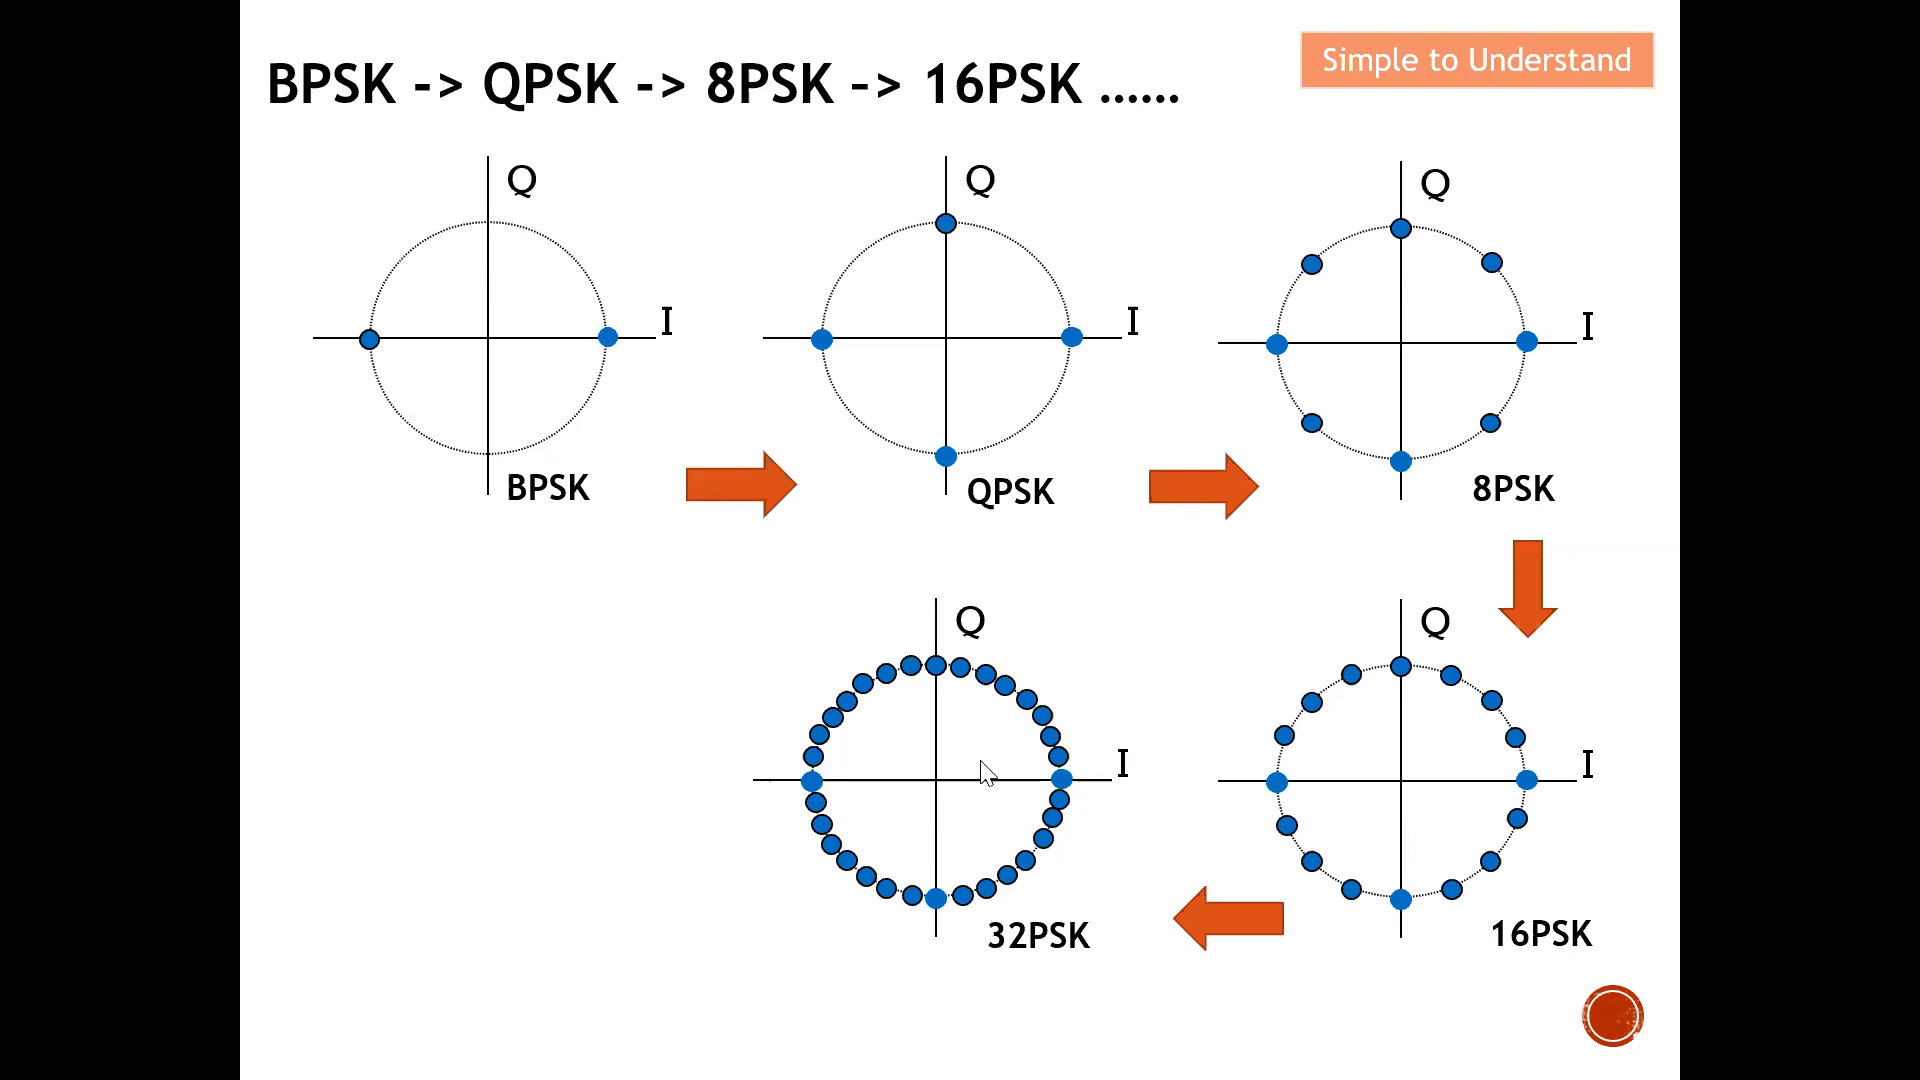 BPSK -> QPSK -> 8PSK -> 16PSK ......
Simple to Understand
Q
I
BPSK
Q
I
QPSK
Q
I
8PSK
Q
I
32PSK
Q
I
16PSK